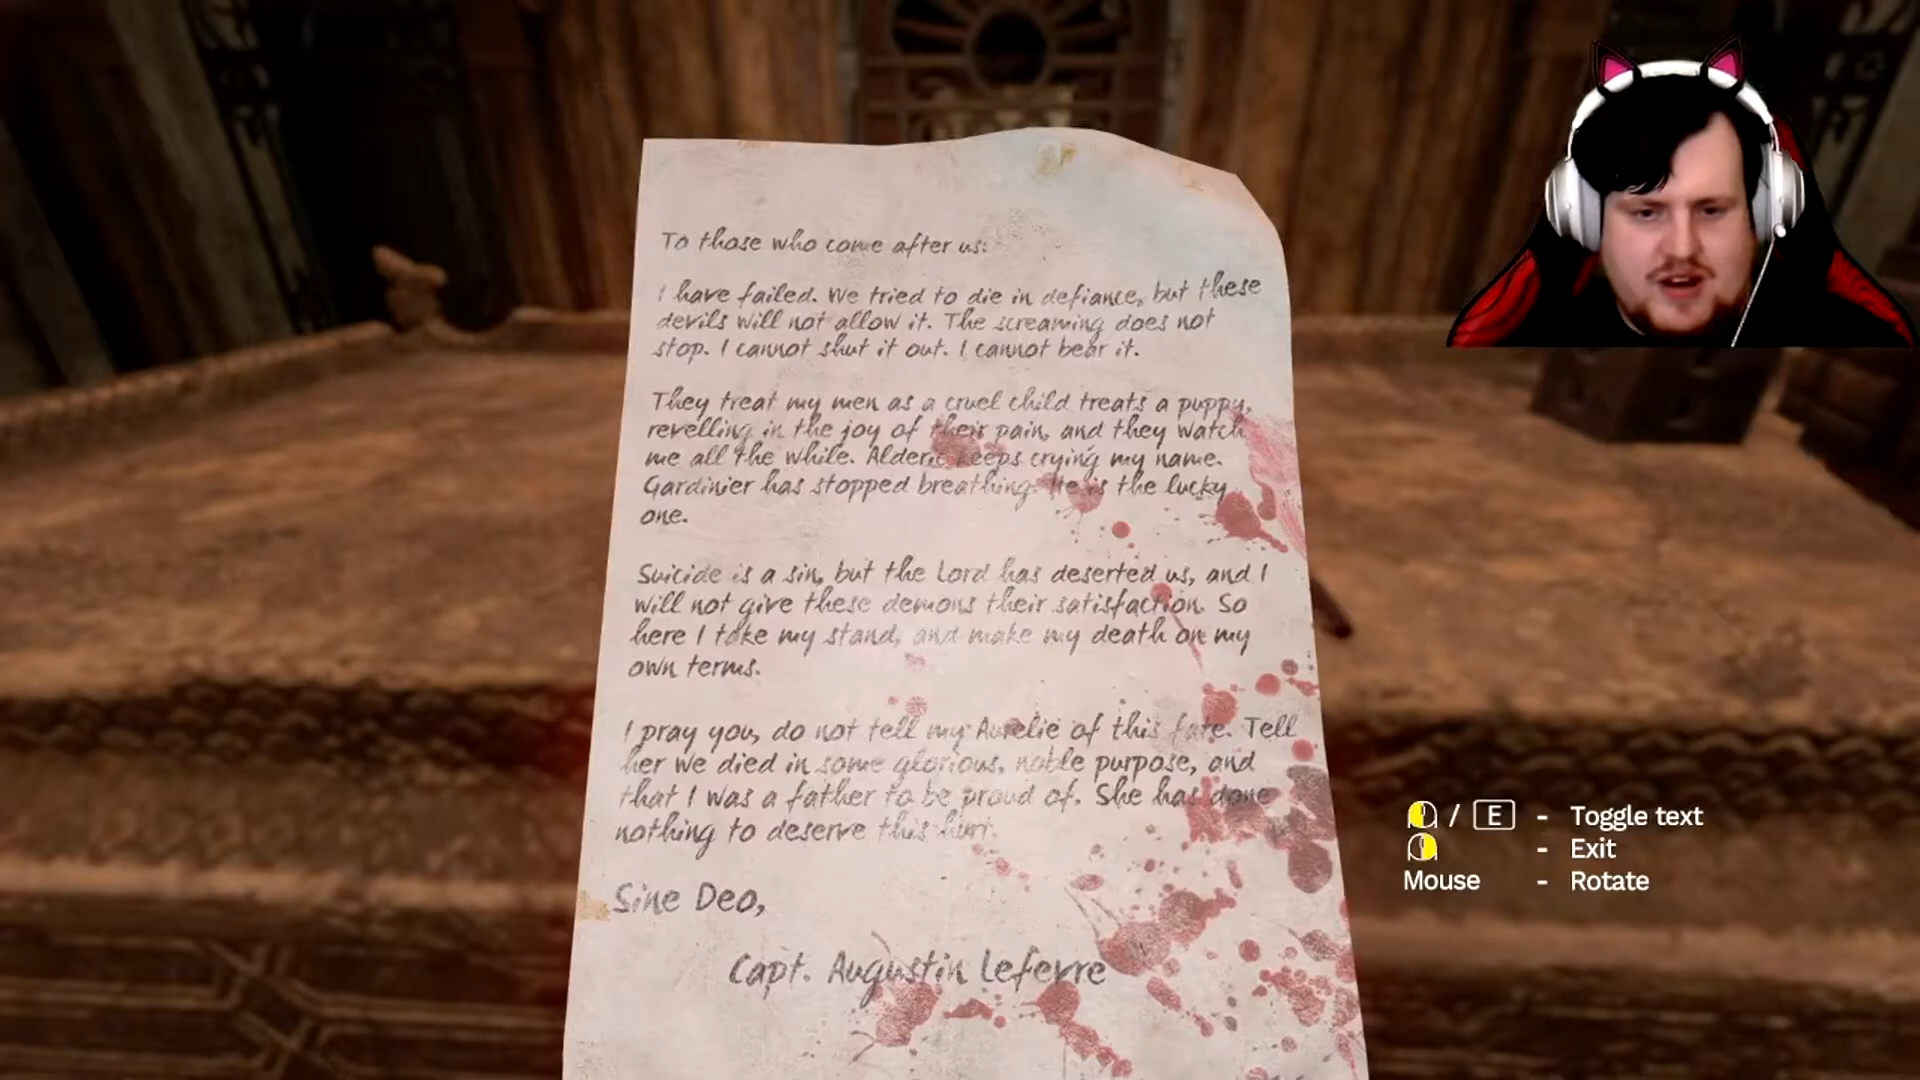 To those who come after us:
I have failed. We tried to die in defiance, but these
devils will not allow it. The screaming does not
stop. I cannot shut it out. I cannot bear it.
They treat my men as a cruel child treats a puppy,
revelling in the joy of their pain, and they watch
me all the while. Alderic keeps crying my name.
Gardinier has stopped breathing. He is the lucky
one.
Suicide is a sin, but the Lord has deserted us, and I
will not give these demons their satisfaction. So
here I take my stand, and make my death on my
own terms.
I pray you, do not tell my Aurelie of this fate. Tell
her we died in some glorious, noble purpose, and
that I was a father to be proud of. She has done
nothing to deserve this hurt.
Sine Deo,
Capt. Augustin Lefevre
/ E - Toggle text
- Exit
Mouse - Rotate